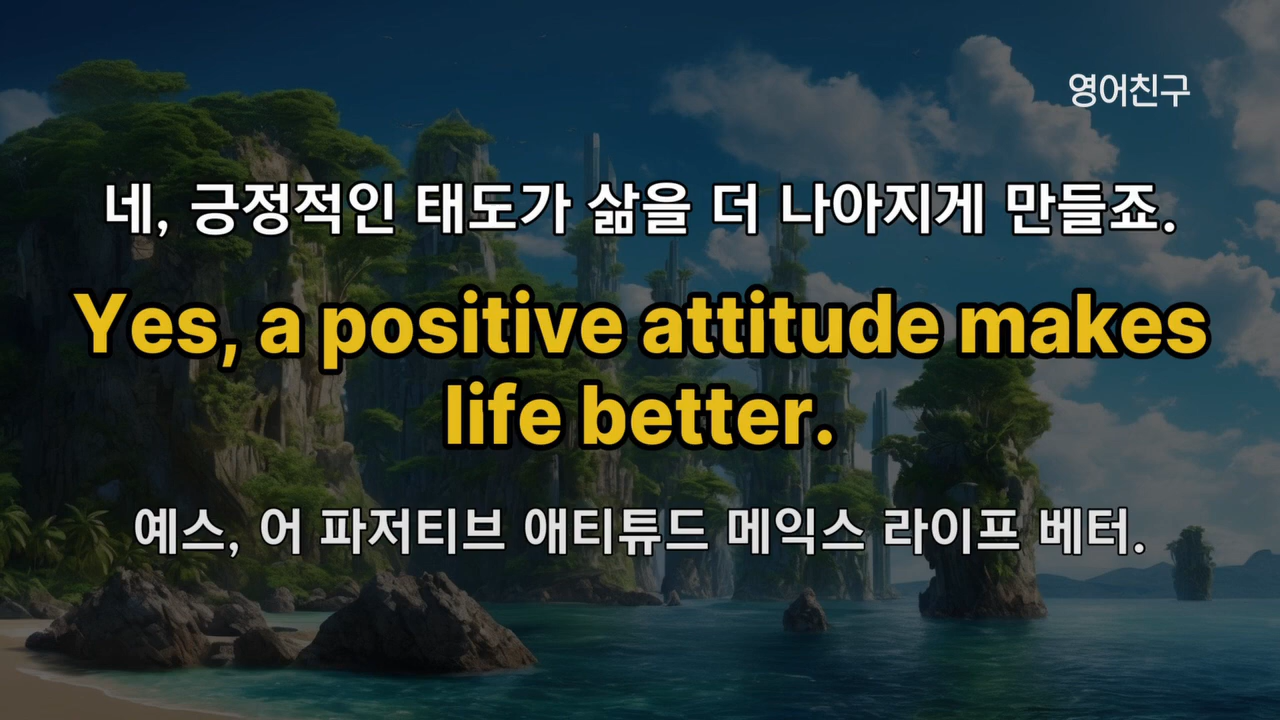 영어친구
네, 긍정적인 태도가 삶을 더 나아지게 만들죠.
Yes, a positive attitude makes
life better.
예스, 어 파저티브 애티튜드 메익스 라이프 베터.